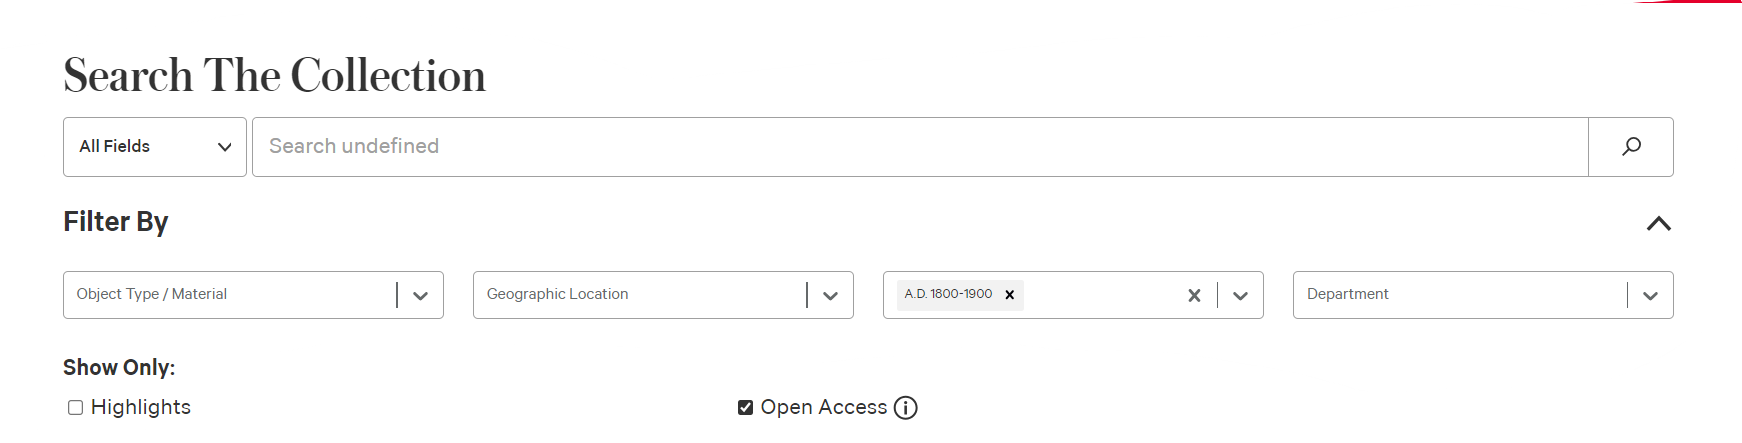 Search The Collection
All Fields
Search undefined
Filter By
Object Type / Material
Geographic Location
A.D. 1800-1900
Department
Show Only:
Highlights
Open Access